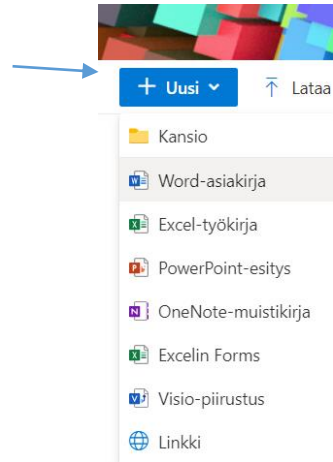 Uusi
Lataa
Kansio
Word-asiakirja
Excel-työkirja
PowerPoint-esitys
OneNote-muistikirja
Excelin Forms
Visio-piirustus
Linkki